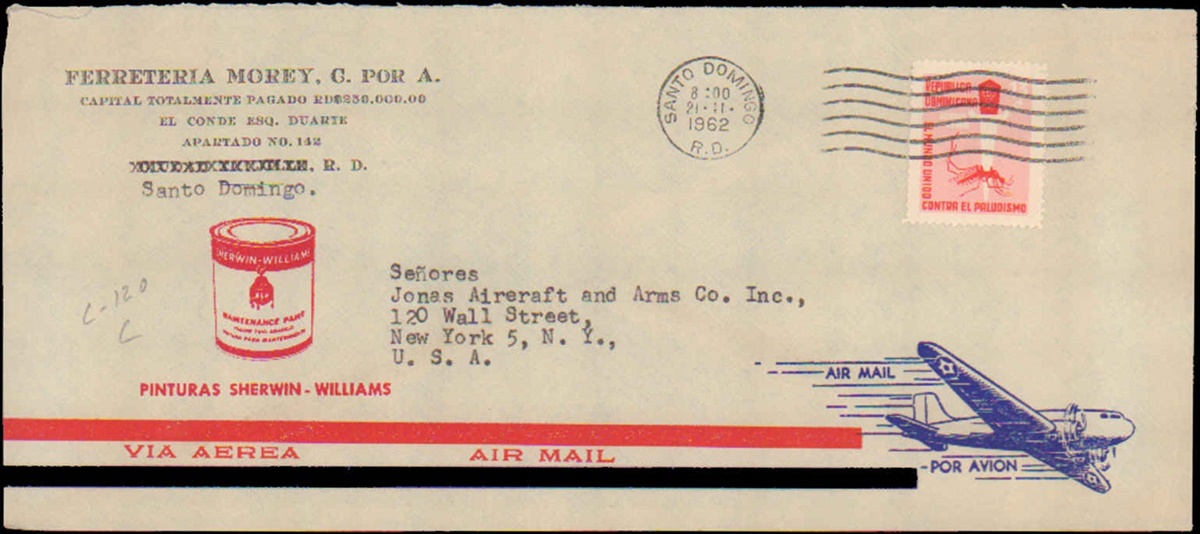 FERRETERIA MOREY, C. POR A.
CAPITAL TOTALMENTE PAGADO RD$250.000.00
EL CONDE ESQ. DUARTE
APARTADO NO. 142
R. D.
Santo Domingo.
SANTO DOMINGO
8:00
21-II-
1962
R.D.
REPUBLICA
DOMINICANA
EL MUNDO UNIDO
CONTRA EL PALUDISMO
SHERWIN-WILLIAMS
MAINTENANCE PAINT
PINTURAS SHERWIN-WILLIAMS
C-120
C
Señores
Jonas Aireraft and Arms Co. Inc.,
120 Wall Street,
New York 5, N. Y.,
U. S. A.
AIR MAIL
POR AVION
VIA AEREA AIR MAIL